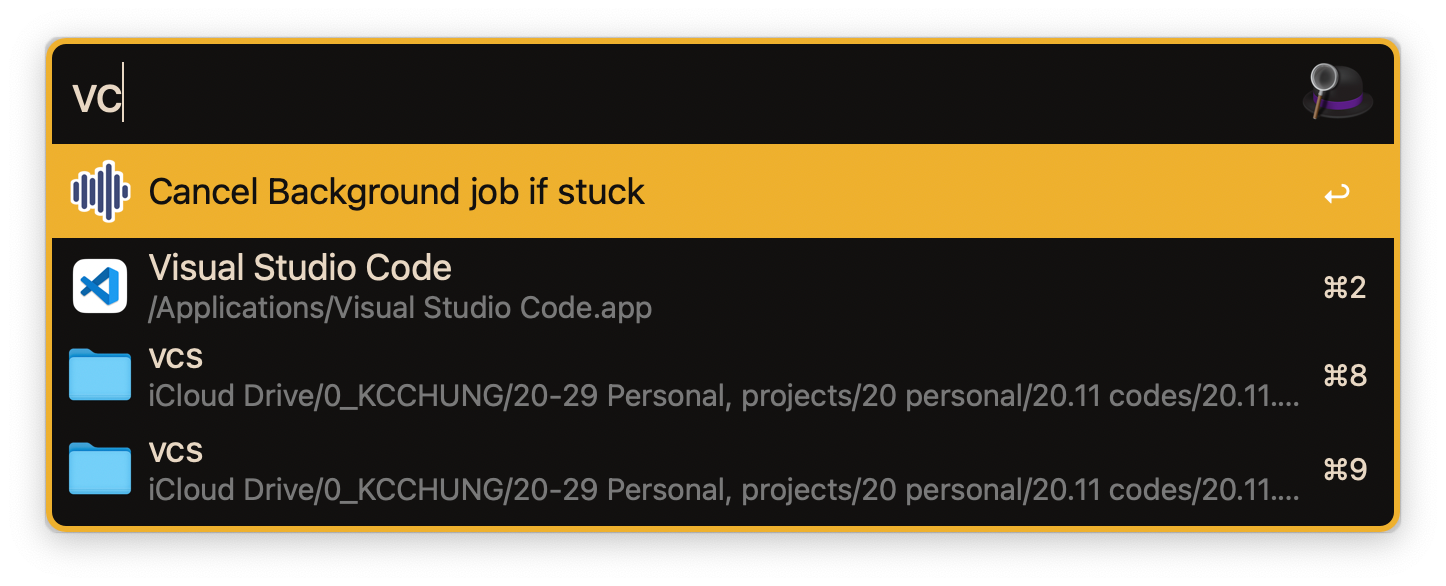 vc
Cancel Background job if stuck
↩
Visual Studio Code
/Applications/Visual Studio Code.app
⌘2
vcs
iCloud Drive/0_KCCHUNG/20-29 Personal, projects/20 personal/20.11 codes/20.11....
⌘8
vcs
iCloud Drive/0_KCCHUNG/20-29 Personal, projects/20 personal/20.11 codes/20.11....
⌘9